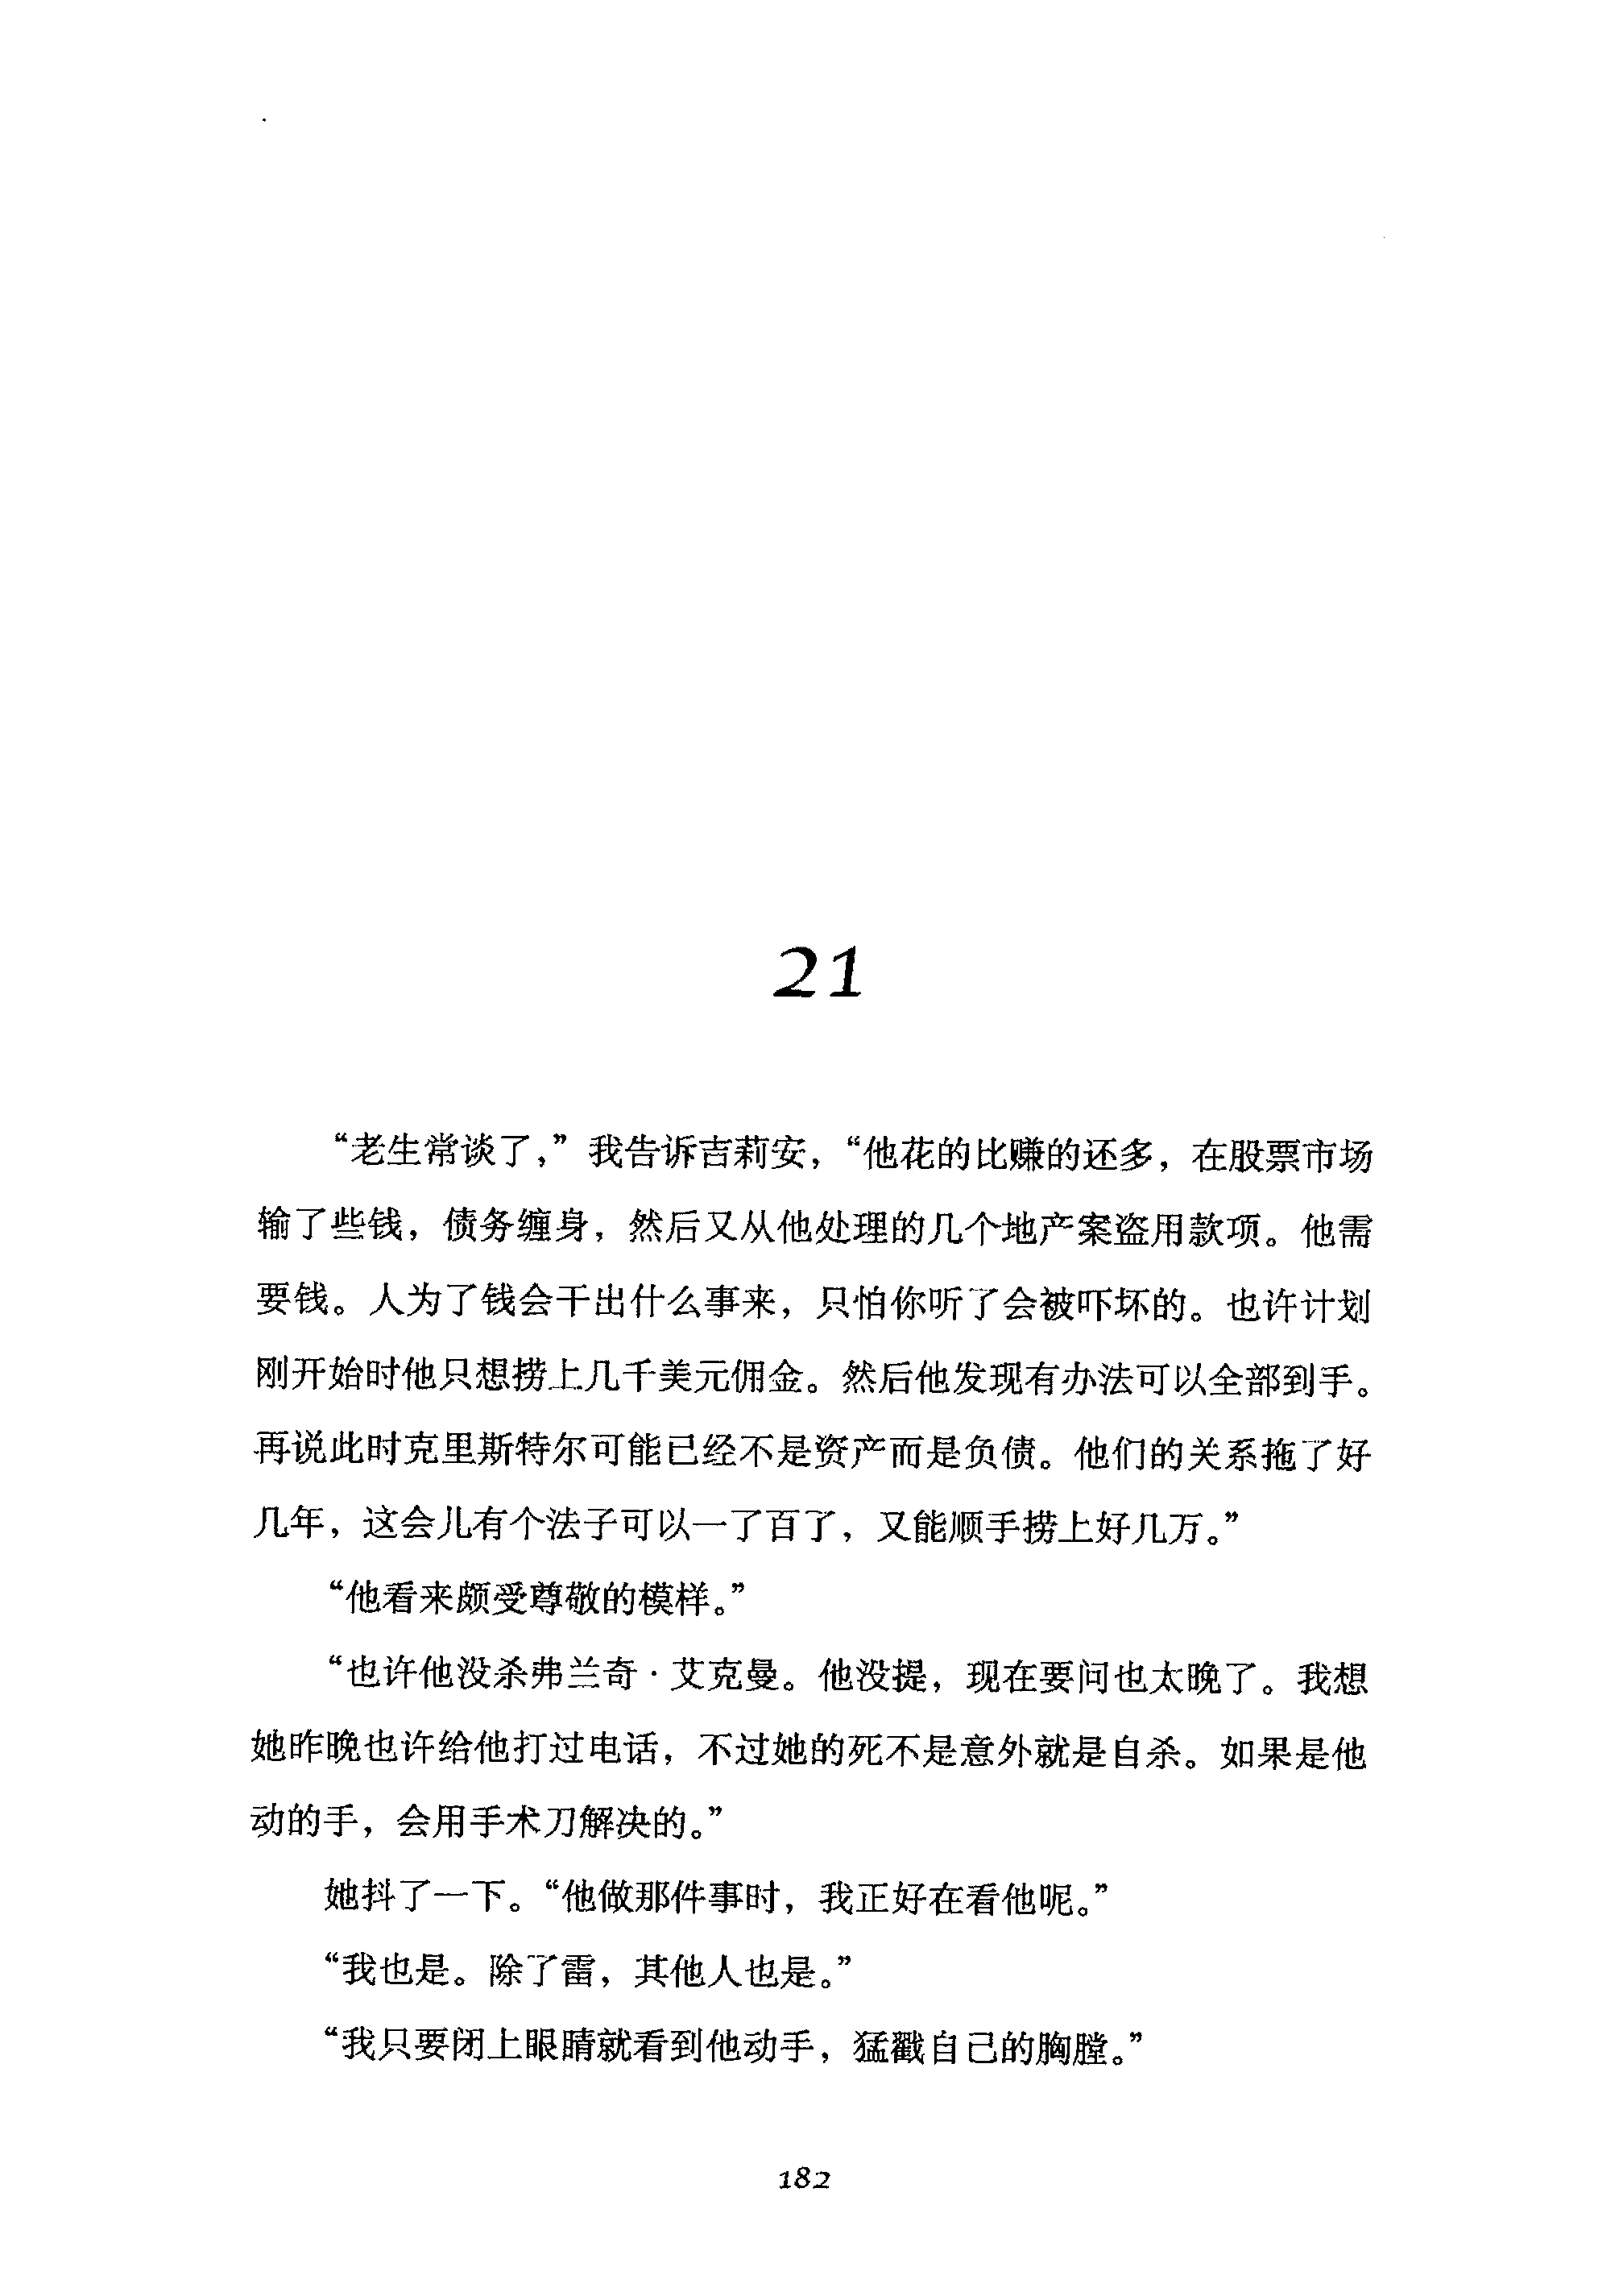 21
“老生常谈了，”我告诉吉莉安，“他花的比赚的还多，在股票市场
输了些钱，债务缠身，然后又从他处理的几个地产案盗用款项。他需
要钱。人为了钱会干出什么事来，只怕你听了会被吓坏的。也许计划
刚开始时他只想捞上几千美元佣金。然后他发现有办法可以全部到手。
再说此时克里斯特尔可能已经不是资产而是负债。他们的关系拖了好
几年，这会儿有个法子可以一了百了，又能顺手捞上好几万。”
“他看来颇受尊敬的模样。”
“也许他没杀弗兰奇·艾克曼。他没提，现在要问也太晚了。我想
她昨晚也许给他打过电话，不过她的死不是意外就是自杀。如果是他
动的手，会用手术刀解决的。”
她抖了一下。“他做那件事时，我正好在看他呢。”
“我也是。除了雷，其他人也是。”
“我只要闭上眼睛就看到他动手，猛戳自己的胸膛。”
182